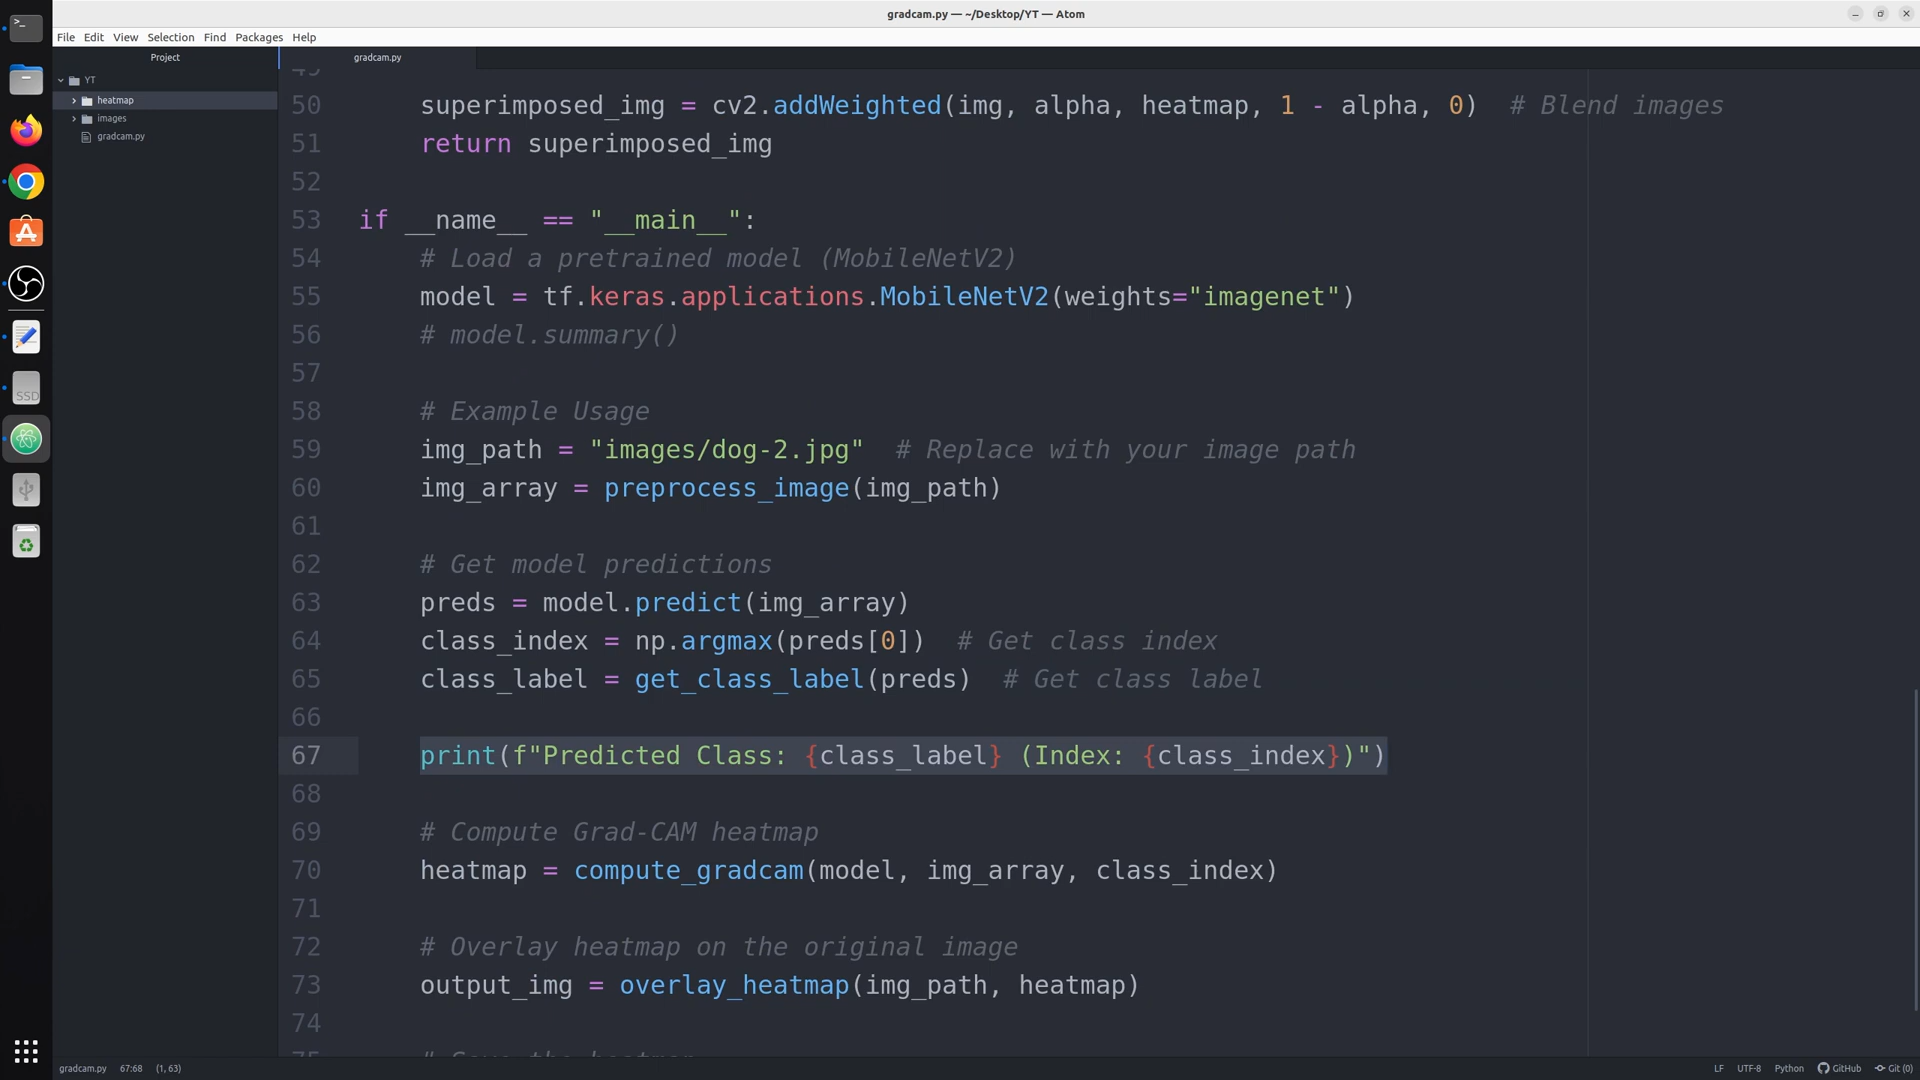 gradcam.py — ~/Desktop/YT — Atom
File Edit View Selection Find Packages Help
Project
gradcam.py
YT
heatmap
images
gradcam.py
50 superimposed_img = cv2.addWeighted(img, alpha, heatmap, 1 - alpha, 0)  # Blend images
51 return superimposed_img
52
53 if __name__ == "__main__":
54 # Load a pretrained model (MobileNetV2)
55 model = tf.keras.applications.MobileNetV2(weights="imagenet")
56 # model.summary()
57
58 # Example Usage
59 img_path = "images/dog-2.jpg"  # Replace with your image path
60 img_array = preprocess_image(img_path)
61
62 # Get model predictions
63 preds = model.predict(img_array)
64 class_index = np.argmax(preds[0])  # Get class index
65 class_label = get_class_label(preds)  # Get class label
66
67 print(f"Predicted Class: {class_label} (Index: {class_index})")
68
69 # Compute Grad-CAM heatmap
70 heatmap = compute_gradcam(model, img_array, class_index)
71
72 # Overlay heatmap on the original image
73 output_img = overlay_heatmap(img_path, heatmap)
74
SSD
gradcam.py 67:68 (1, 63) LF UTF-8 Python GitHub Git (0)